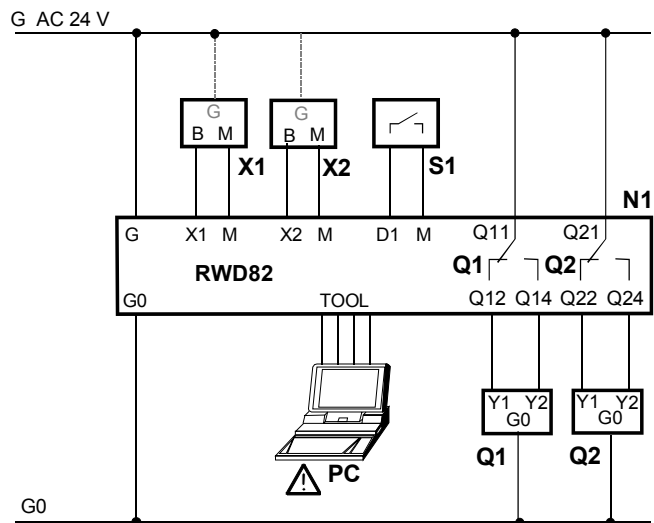 G AC 24 V
G G
B M B M
X1 X2 S1
N1
G X1 M X2 M D1 M Q11 Q21
RWD82 Q1 Q2
G0 TOOL Q12 Q14 Q22 Q24
Y1 Y2 Y1 Y2
G0 G0
Q1 Q2
! PC
G0